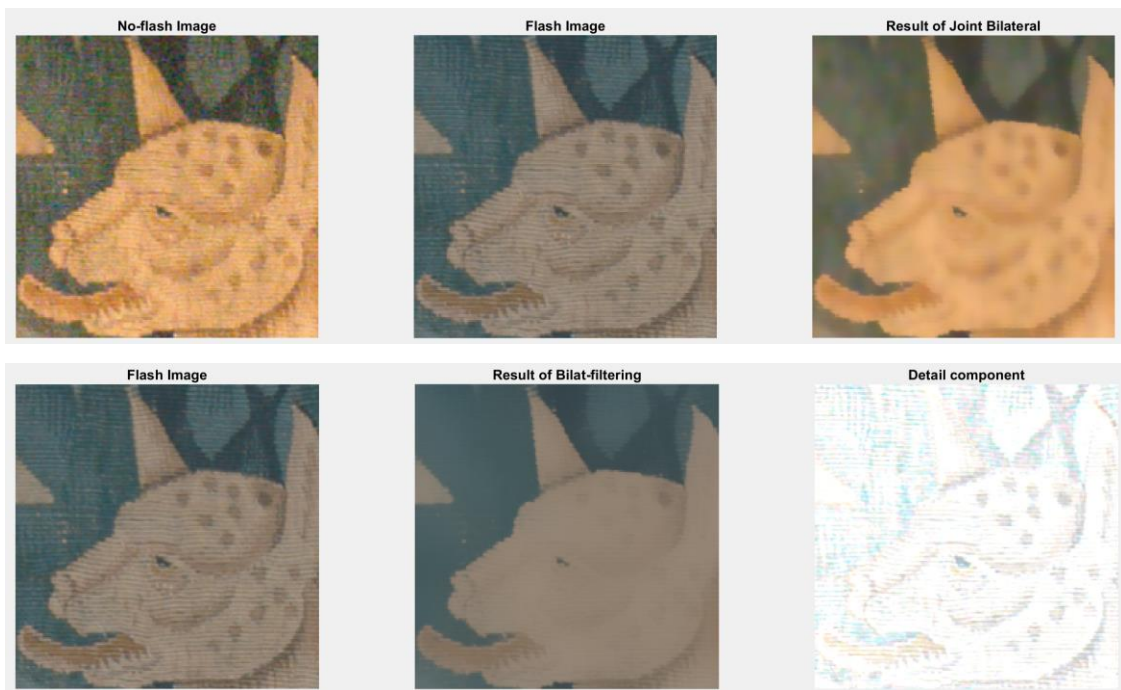 No-flash Image
Flash Image
Result of Joint Bilateral
Flash Image
Result of Bilat-filtering
Detail component